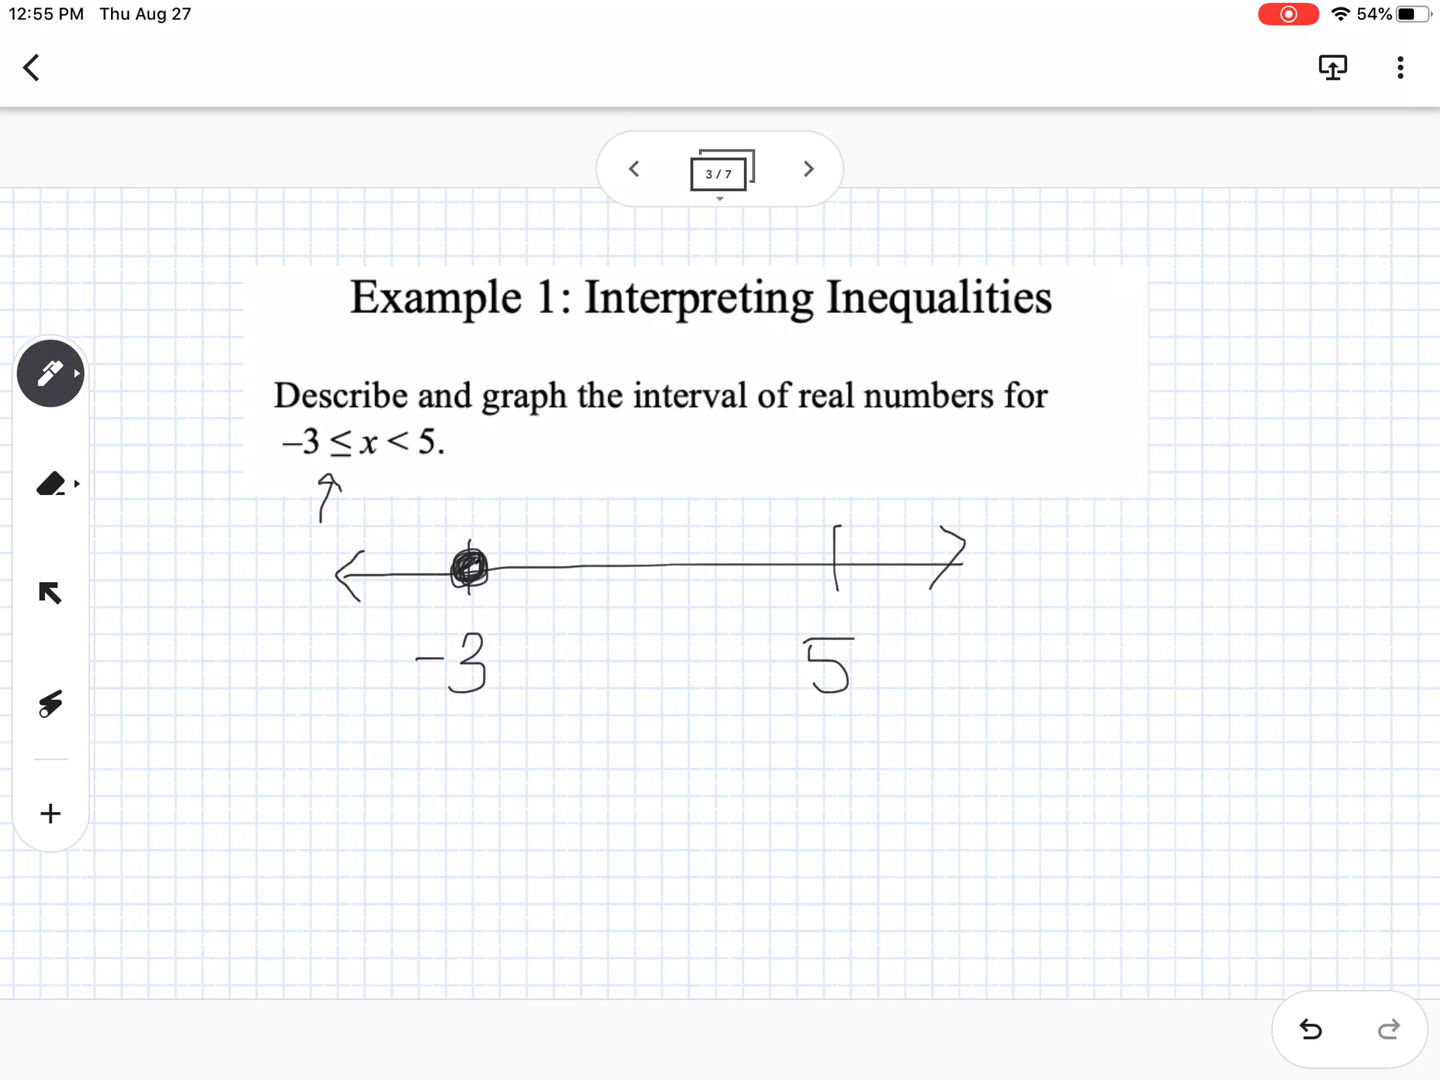 12:55 PM Thu Aug 27
54%
3 / 7
Example 1: Interpreting Inequalities
Describe and graph the interval of real numbers for
–3 ≤ x < 5.
-3 5